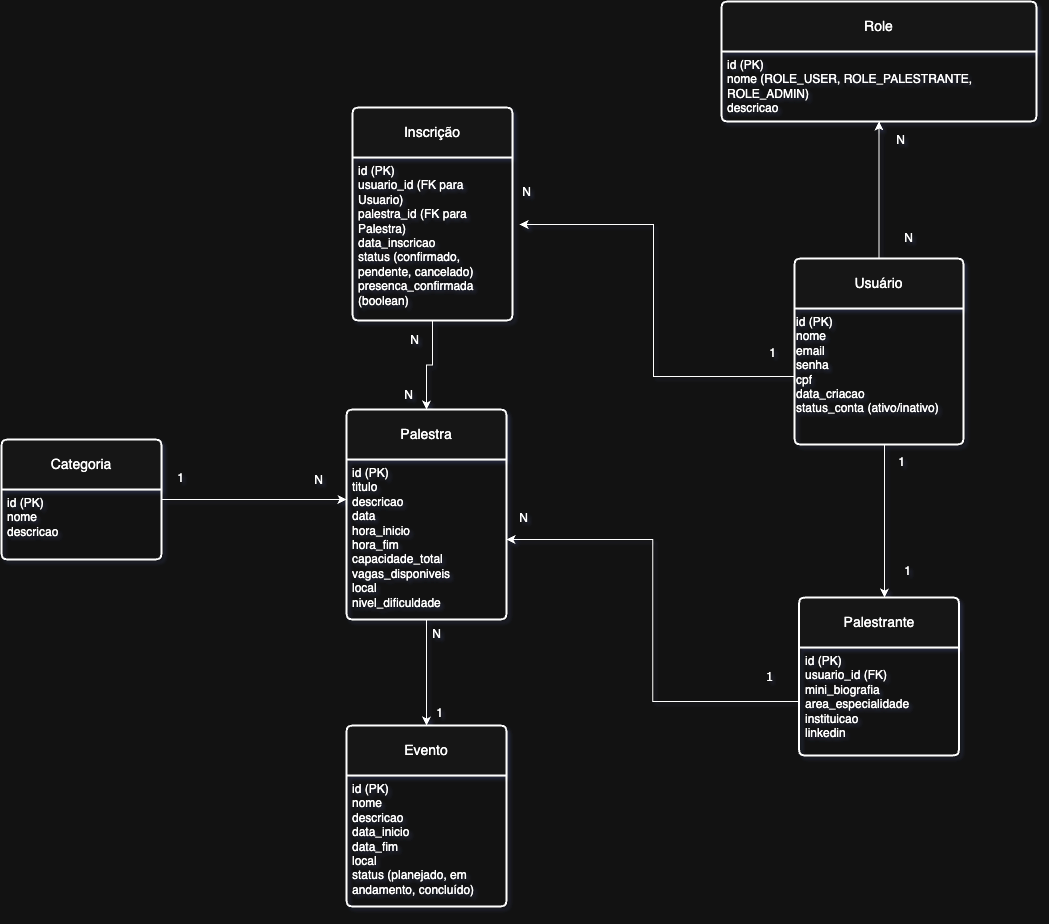 Role
id (PK)
nome (ROLE_USER, ROLE_PALESTRANTE,
ROLE_ADMIN)
descricao
N
N
Inscrição
id (PK)
usuario_id (FK para
Usuario)
palestra_id (FK para
Palestra)
data_inscricao
status (confirmado,
pendente, cancelado)
presenca_confirmada
(boolean)
N
1
Usuário
id (PK)
nome
email
senha
cpf
data_criacao
status_conta (ativo/inativo)
N
N
Categoria
id (PK)
nome
descricao
1
N
Palestra
id (PK)
titulo
descricao
data
hora_inicio
hora_fim
capacidade_total
vagas_disponiveis
local
nivel_dificuldade
N
1
1
1
Palestrante
id (PK)
usuario_id (FK)
mini_biografia
area_especialidade
instituicao
linkedin
N
1
Evento
id (PK)
nome
descricao
data_inicio
data_fim
local
status (planejado, em
andamento, concluído)